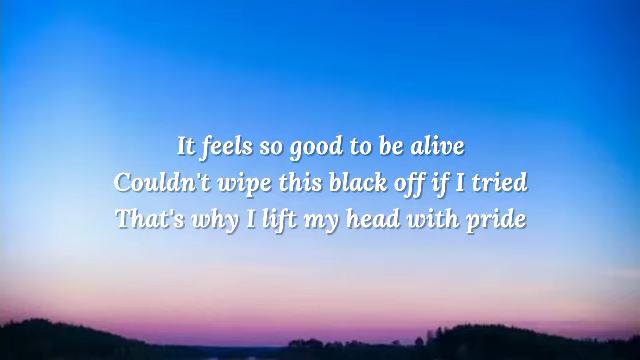 It feels so good to be alive
Couldn't wipe this black off if I tried
That's why I lift my head with pride